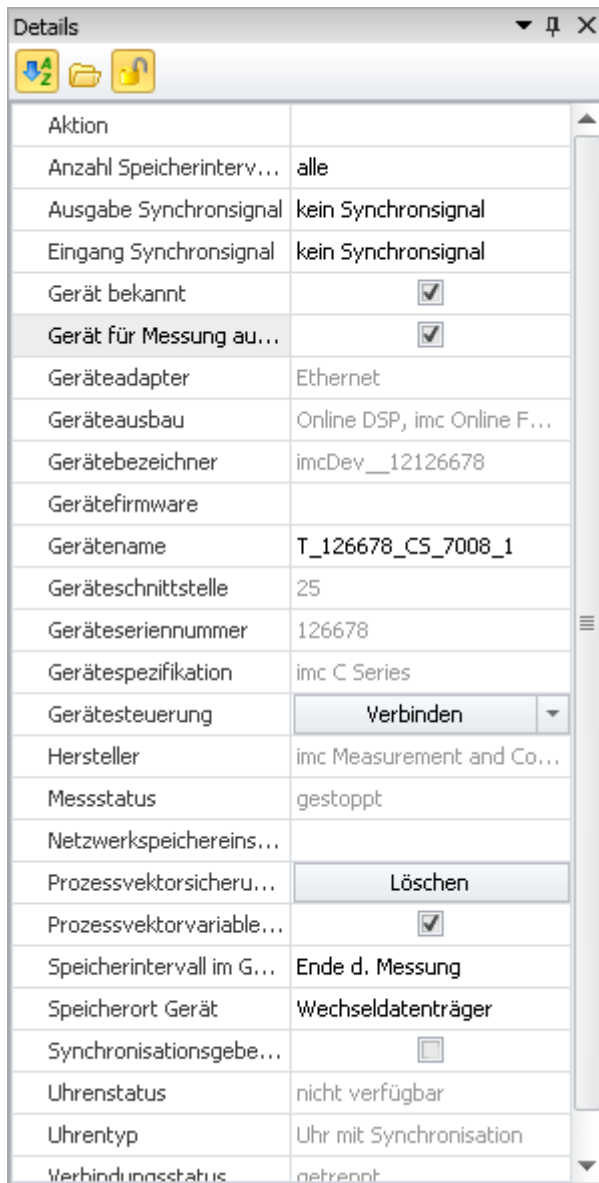 Details
Aktion
Anzahl Speicherinterv... alle
Ausgabe Synchronsignal kein Synchronsignal
Eingang Synchronsignal kein Synchronsignal
Gerät bekannt
Gerät für Messung au...
Geräteadapter Ethernet
Geräteausbau Online DSP, imc Online F...
Gerätebezeichner imcDev__12126678
Gerätefirmware
Gerätename T_126678_CS_7008_1
Geräteschnittstelle 25
Geräteseriennummer 126678
Gerätespezifikation imc C Series
Gerätesteuerung Verbinden
Hersteller imc Measurement and Co...
Messstatus gestoppt
Netzwerkspeichereins...
Prozessvektorsicheru... Löschen
Prozessvektorvariable...
Speicherintervall im G... Ende d. Messung
Speicherort Gerät Wechseldatenträger
Synchronisationsgebe...
Uhrenstatus nicht verfügbar
Uhrentyp Uhr mit Synchronisation
Verbindungsstatus getrennt